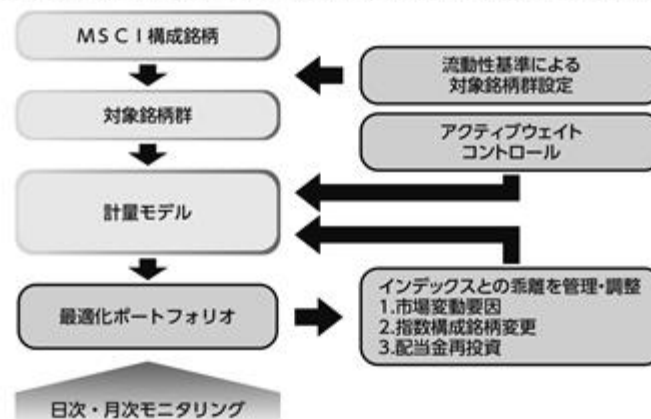 MSCI構成銘柄
流動性基準による
対象銘柄群設定
対象銘柄群
アクティブウェイト
コントロール
計量モデル
最適化ポートフォリオ
インデックスとの乖離を管理・調整
1.市場変動要因
2.指数構成銘柄変更
3.配当金再投資
日次・月次モニタリング